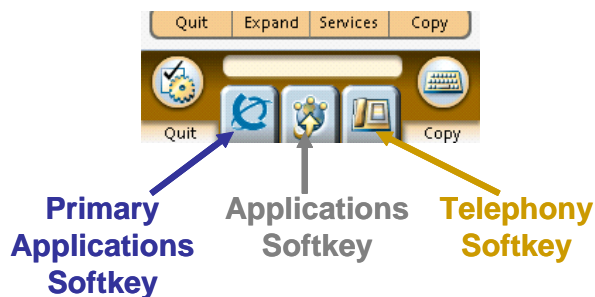 Quit Expand Services Copy
Quit Copy
Primary Applications Telephony
Applications Softkey Softkey
Softkey